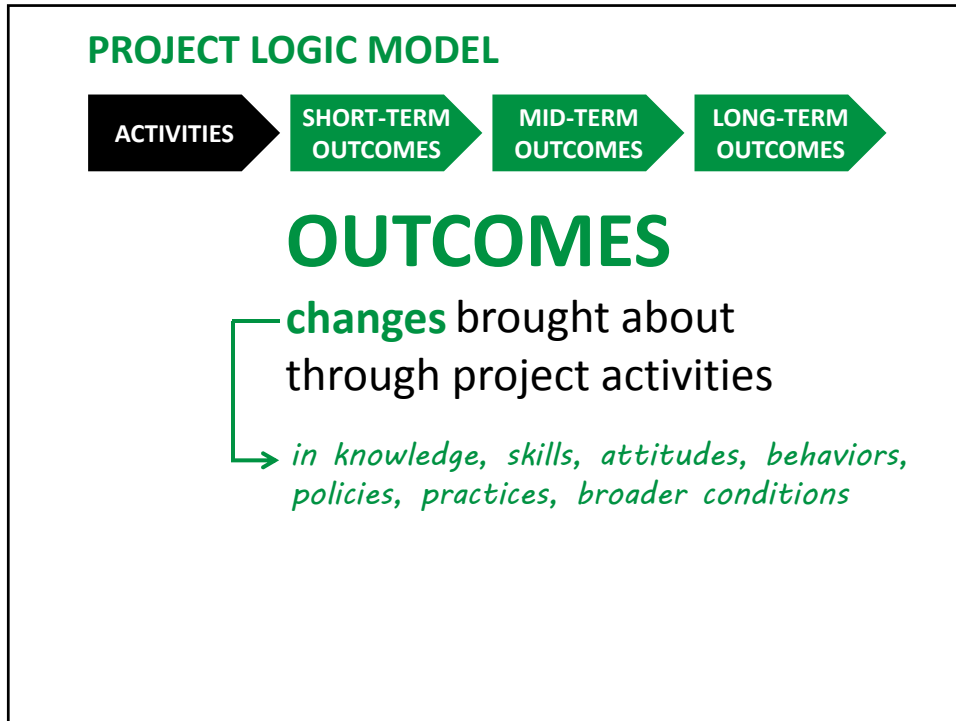 PROJECT LOGIC MODEL
ACTIVITIES
SHORT-TERM
OUTCOMES
MID-TERM
OUTCOMES
LONG-TERM
OUTCOMES
OUTCOMES
changes brought about
through project activities
in knowledge, skills, attitudes, behaviors,
policies, practices, broader conditions